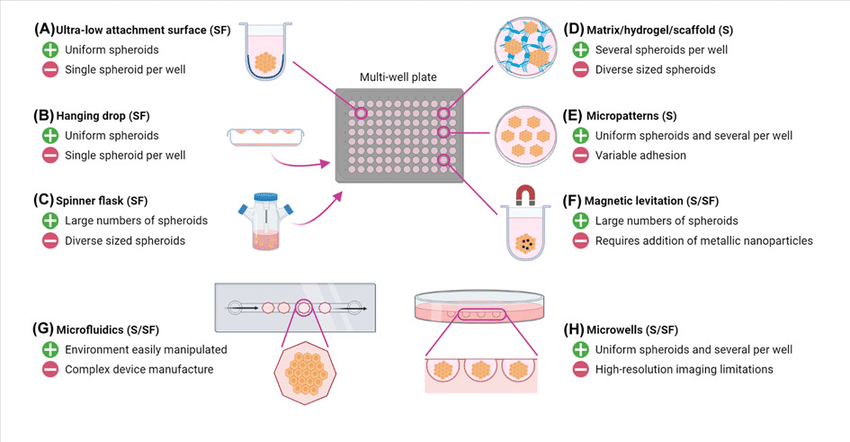 (A) Ultra-low attachment surface (SF)
Uniform spheroids
Single spheroid per well
(B) Hanging drop (SF)
Uniform spheroids
Single spheroid per well
(C) Spinner flask (SF)
Large numbers of spheroids
Diverse sized spheroids
Multi-well plate
(D) Matrix/hydrogel/scaffold (S)
Several spheroids per well
Diverse sized spheroids
(E) Micropatterns (S)
Uniform spheroids and several per well
Variable adhesion
(F) Magnetic levitation (S/SF)
Large numbers of spheroids
Requires addition of metallic nanoparticles
(G) Microfluidics (S/SF)
Environment easily manipulated
Complex device manufacture
(H) Microwells (S/SF)
Uniform spheroids and several per well
High-resolution imaging limitations